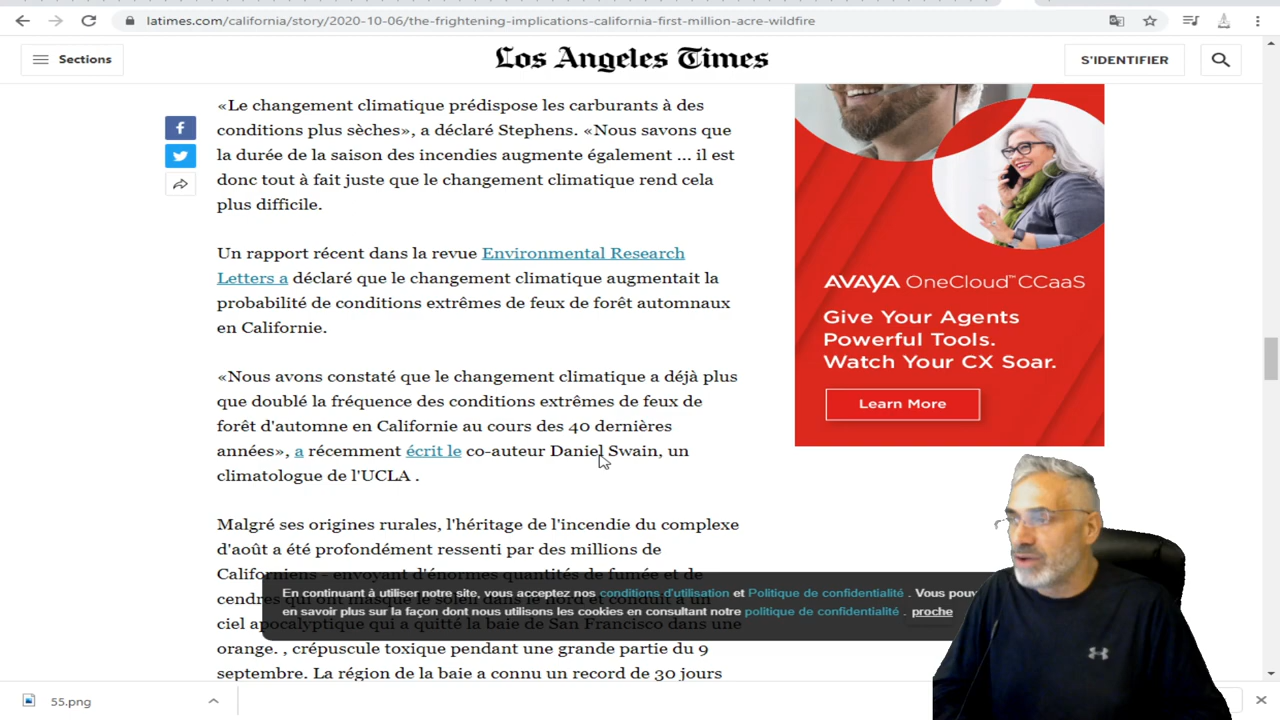 latimes.com/california/story/2020-10-06/the-frightening-implications-california-first-million-acre-wildfire
Sections
Los Angeles Times
S'IDENTIFIER
«Le changement climatique prédispose les carburants à des
conditions plus sèches», a déclaré Stephens. «Nous savons que
la durée de la saison des incendies augmente également ... il est
donc tout à fait juste que le changement climatique rend cela
plus difficile.
Un rapport récent dans la revue Environmental Research
Letters a déclaré que le changement climatique augmentait la
probabilité de conditions extrêmes de feux de forêt automnaux
en Californie.
«Nous avons constaté que le changement climatique a déjà plus
que doublé la fréquence des conditions extrêmes de feux de
forêt d'automne en Californie au cours des 40 dernières
années», a récemment écrit le co-auteur Daniel Swain, un
climatologue de l'UCLA .
Malgré ses origines rurales, l'héritage de l'incendie du complexe
d'août a été profondément ressenti par des millions de
Californiens - envoyant d'énormes quantités de fumée et de
cendres qui ont masqué le soleil dans le nord et conduit à un
ciel apocalyptique qui a quitté la baie de San Francisco dans une
orange. , crépuscule toxique pendant une grande partie du 9
septembre. La région de la baie a connu un record de 30 jours
En continuant à utiliser notre site, vous acceptez nos conditions d'utilisation et Politique de confidentialité . Vous
en savoir plus sur la façon dont nous utilisons les cookies en consultant notre politique de confidentialité . proche
AVAYA OneCloud™CCaaS
Give Your Agents
Powerful Tools.
Watch Your CX Soar.
Learn More
55.png